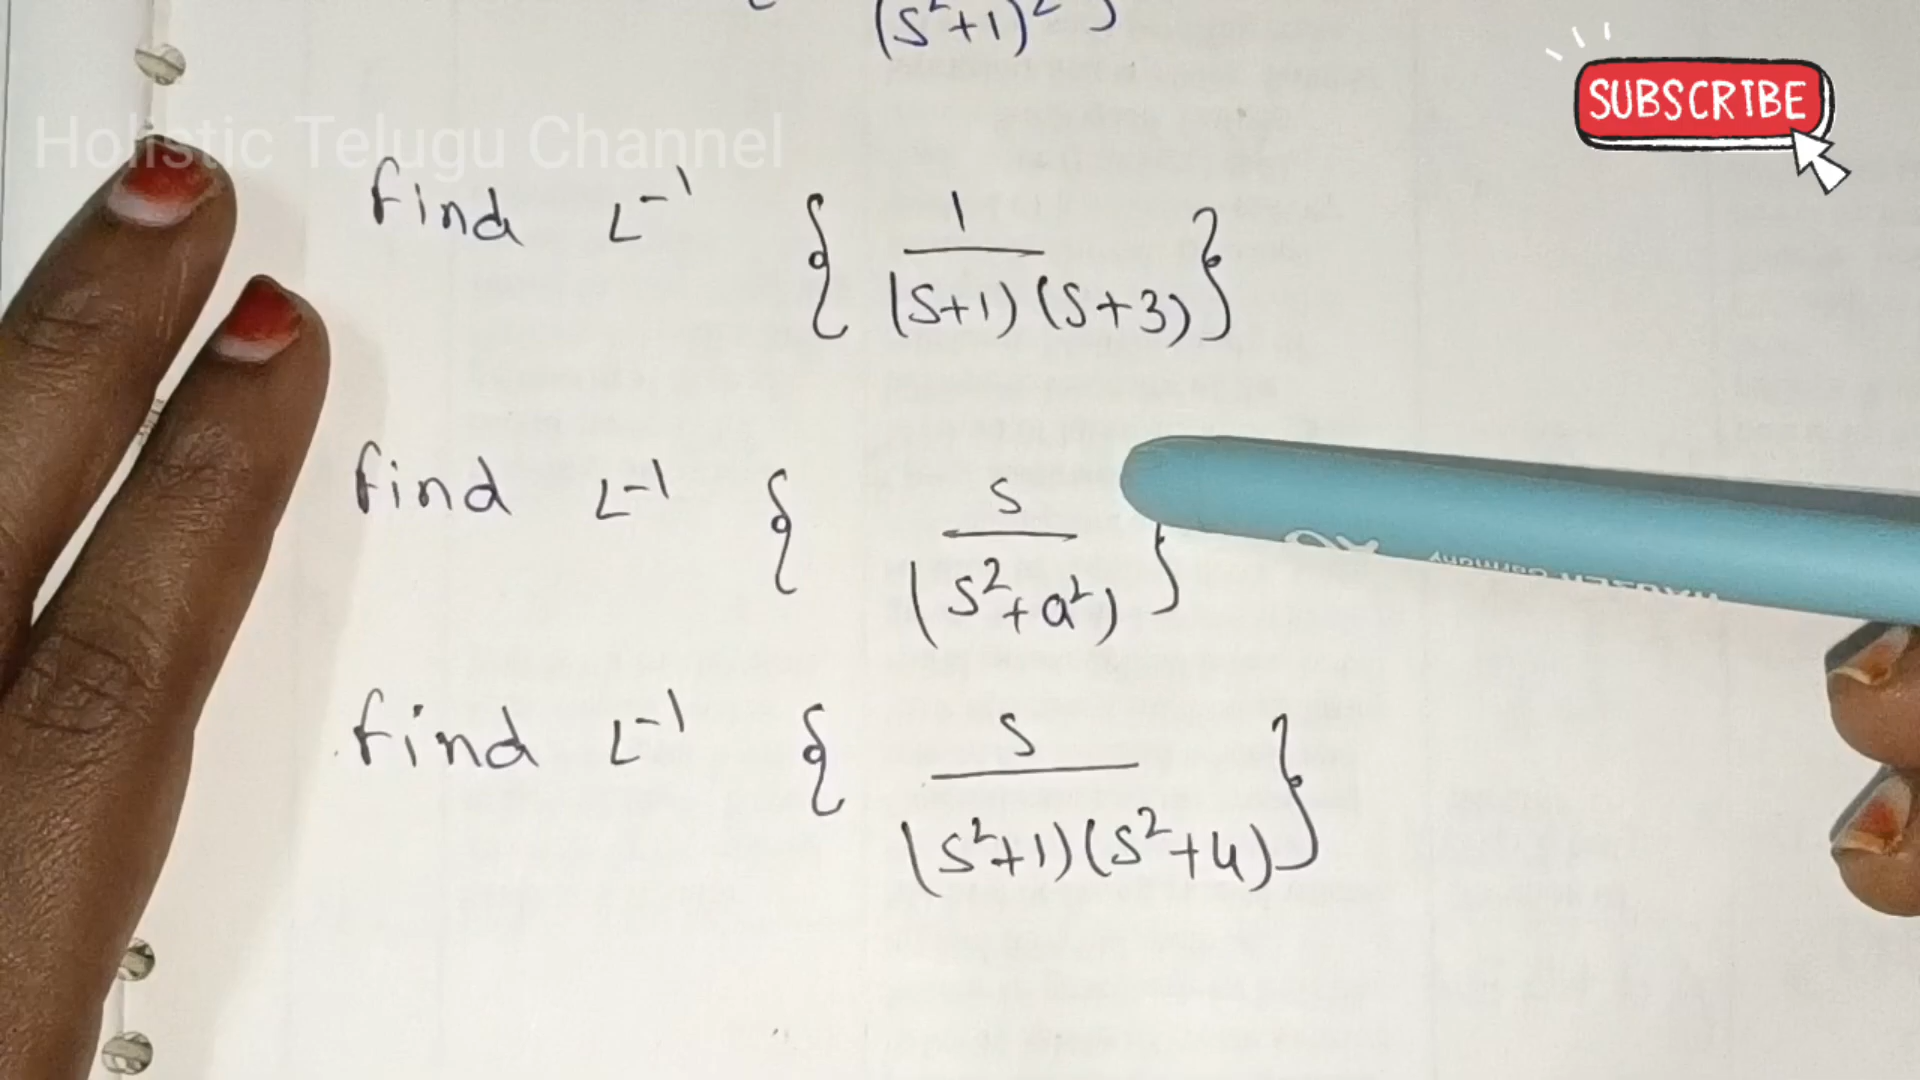 (s²+1)² }
SUBSCRIBE
Holistic Telugu Channel
Find L⁻¹ { 1 / (s+1)(s+3) }
Find L⁻¹ { s / (s²+a²) }
Find L⁻¹ { s / (s²+1)(s²+4) }
Germany